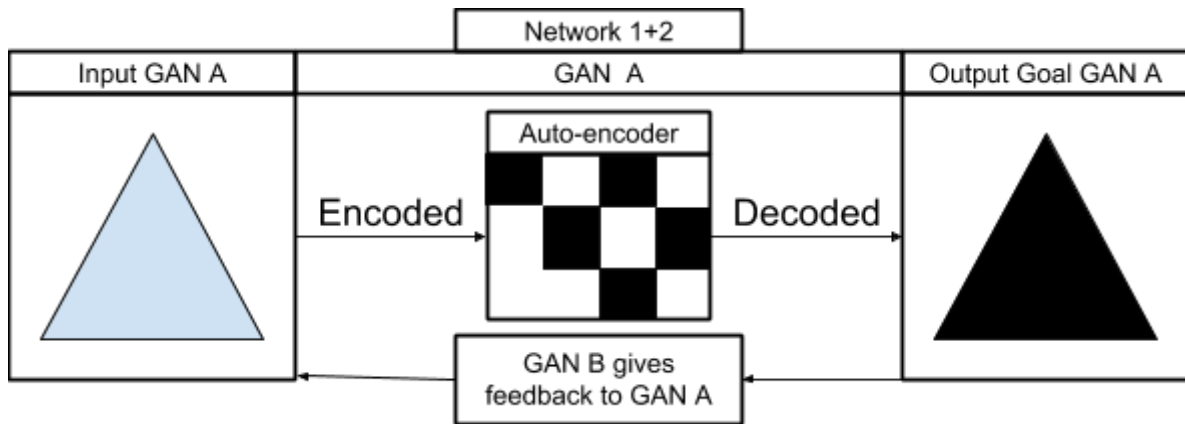 Network 1+2
Input GAN A
GAN A
Output Goal GAN A
Auto-encoder
Encoded
Decoded
GAN B gives
feedback to GAN A